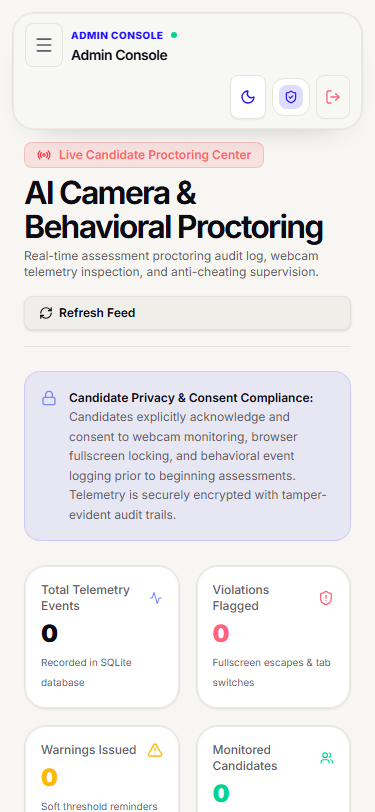 ADMIN CONSOLE
Admin Console
Live Candidate Proctoring Center
AI Camera &
Behavioral Proctoring
Real-time assessment proctoring audit log, webcam
telemetry inspection, and anti-cheating supervision.
Refresh Feed
Candidate Privacy & Consent Compliance:
Candidates explicitly acknowledge and
consent to webcam monitoring, browser
fullscreen locking, and behavioral event
logging prior to beginning assessments.
Telemetry is securely encrypted with tamper-
evident audit trails.
Total Telemetry
Events
0
Recorded in SQLite
database
Violations
Flagged
0
Fullscreen escapes & tab
switches
Warnings Issued
0
Soft threshold reminders
Monitored
Candidates
0